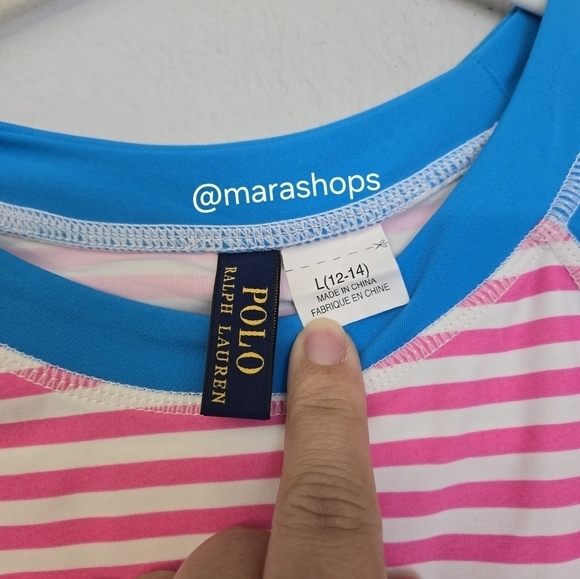 @marashops
POLO
RALPH LAUREN
L(12-14)
MADE IN CHINA
FABRIQUE EN CHINE